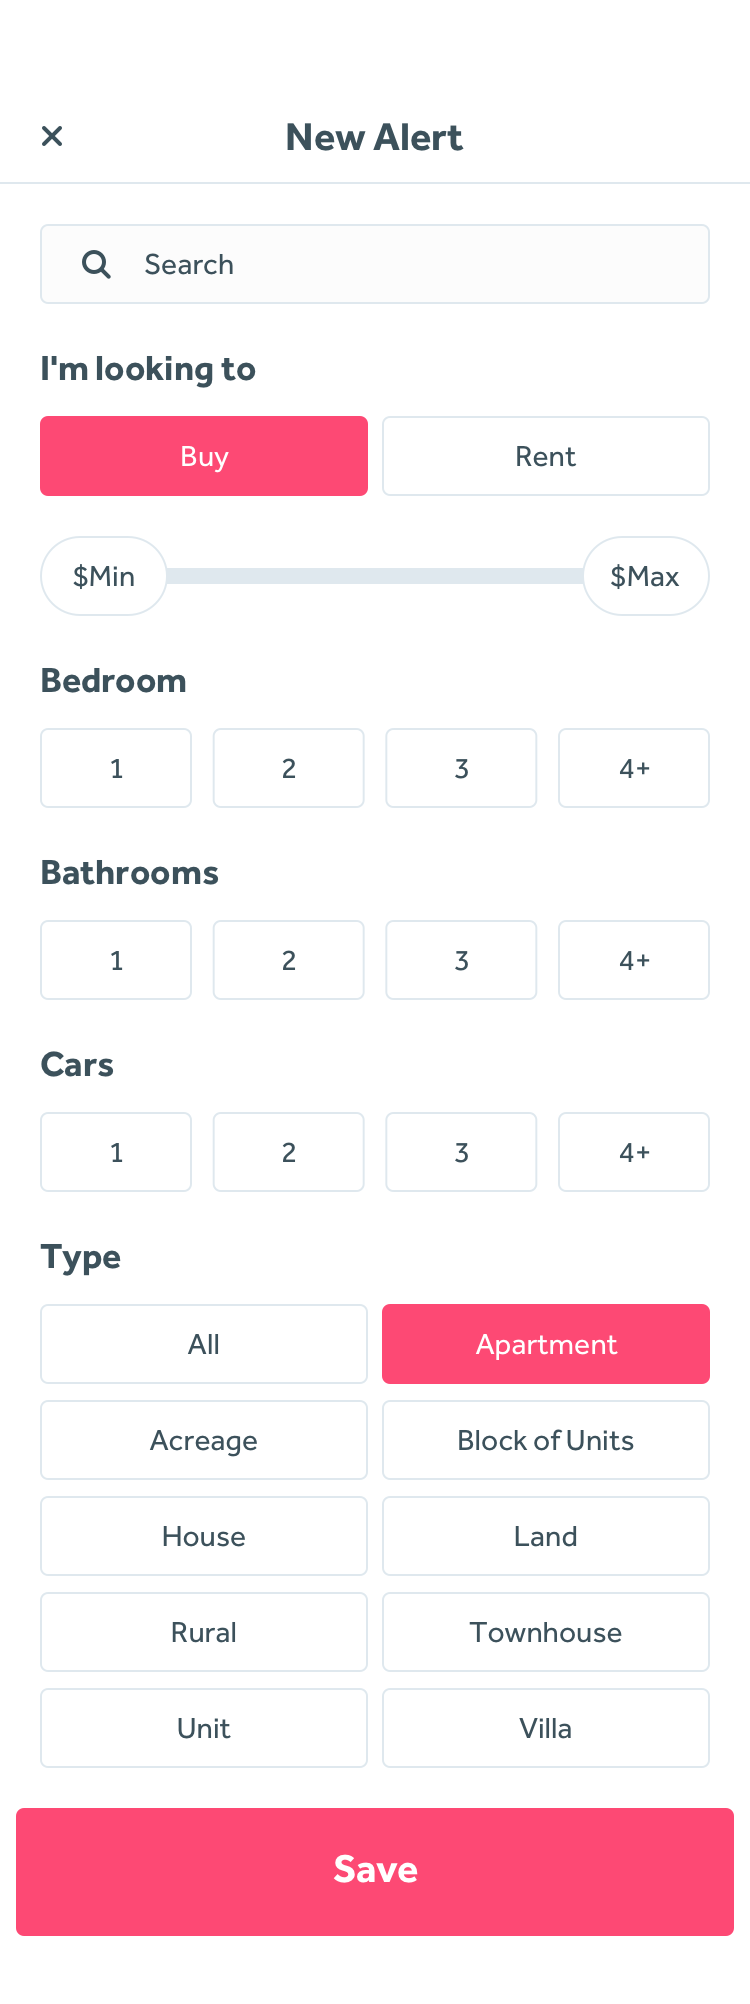 New Alert
Search
I'm looking to
Buy Rent
$Min $Max
Bedroom
1 2 3 4+
Bathrooms
1 2 3 4+
Cars
1 2 3 4+
Type
All Apartment
Acreage Block of Units
House Land
Rural Townhouse
Unit Villa
Save